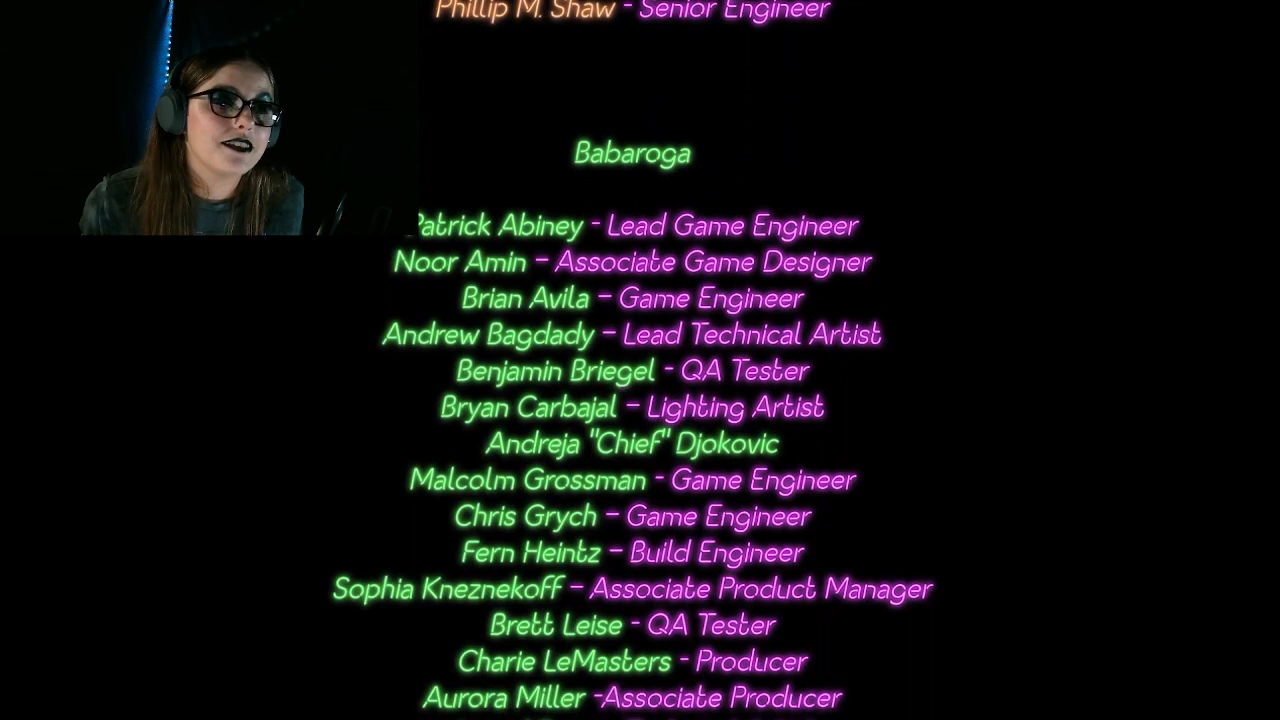 Phillip M. Shaw - Senior Engineer
Babaroga
Patrick Abiney - Lead Game Engineer
Noor Amin – Associate Game Designer
Brian Avila – Game Engineer
Andrew Bagdady – Lead Technical Artist
Benjamin Briegel - QA Tester
Bryan Carbajal – Lighting Artist
Andreja "Chief" Djokovic
Malcolm Grossman - Game Engineer
Chris Grych – Game Engineer
Fern Heintz – Build Engineer
Sophia Kneznekoff – Associate Product Manager
Brett Leise - QA Tester
Charie LeMasters - Producer
Aurora Miller -Associate Producer